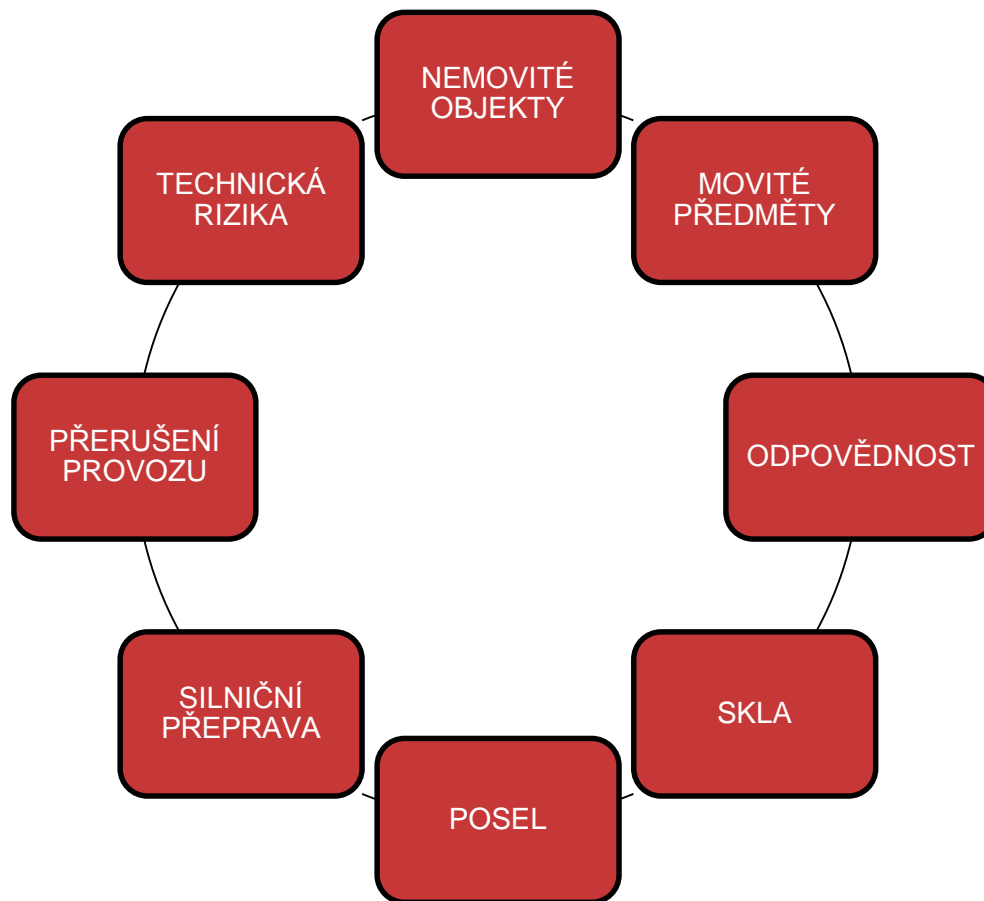 NEMOVITÉ
OBJEKTY
MOVITÉ
PŘEDMĚTY
ODPOVĚDNOST
SKLA
POSEL
SILNIČNÍ
PŘEPRAVA
PŘERUŠENÍ
PROVOZU
TECHNICKÁ
RIZIKA